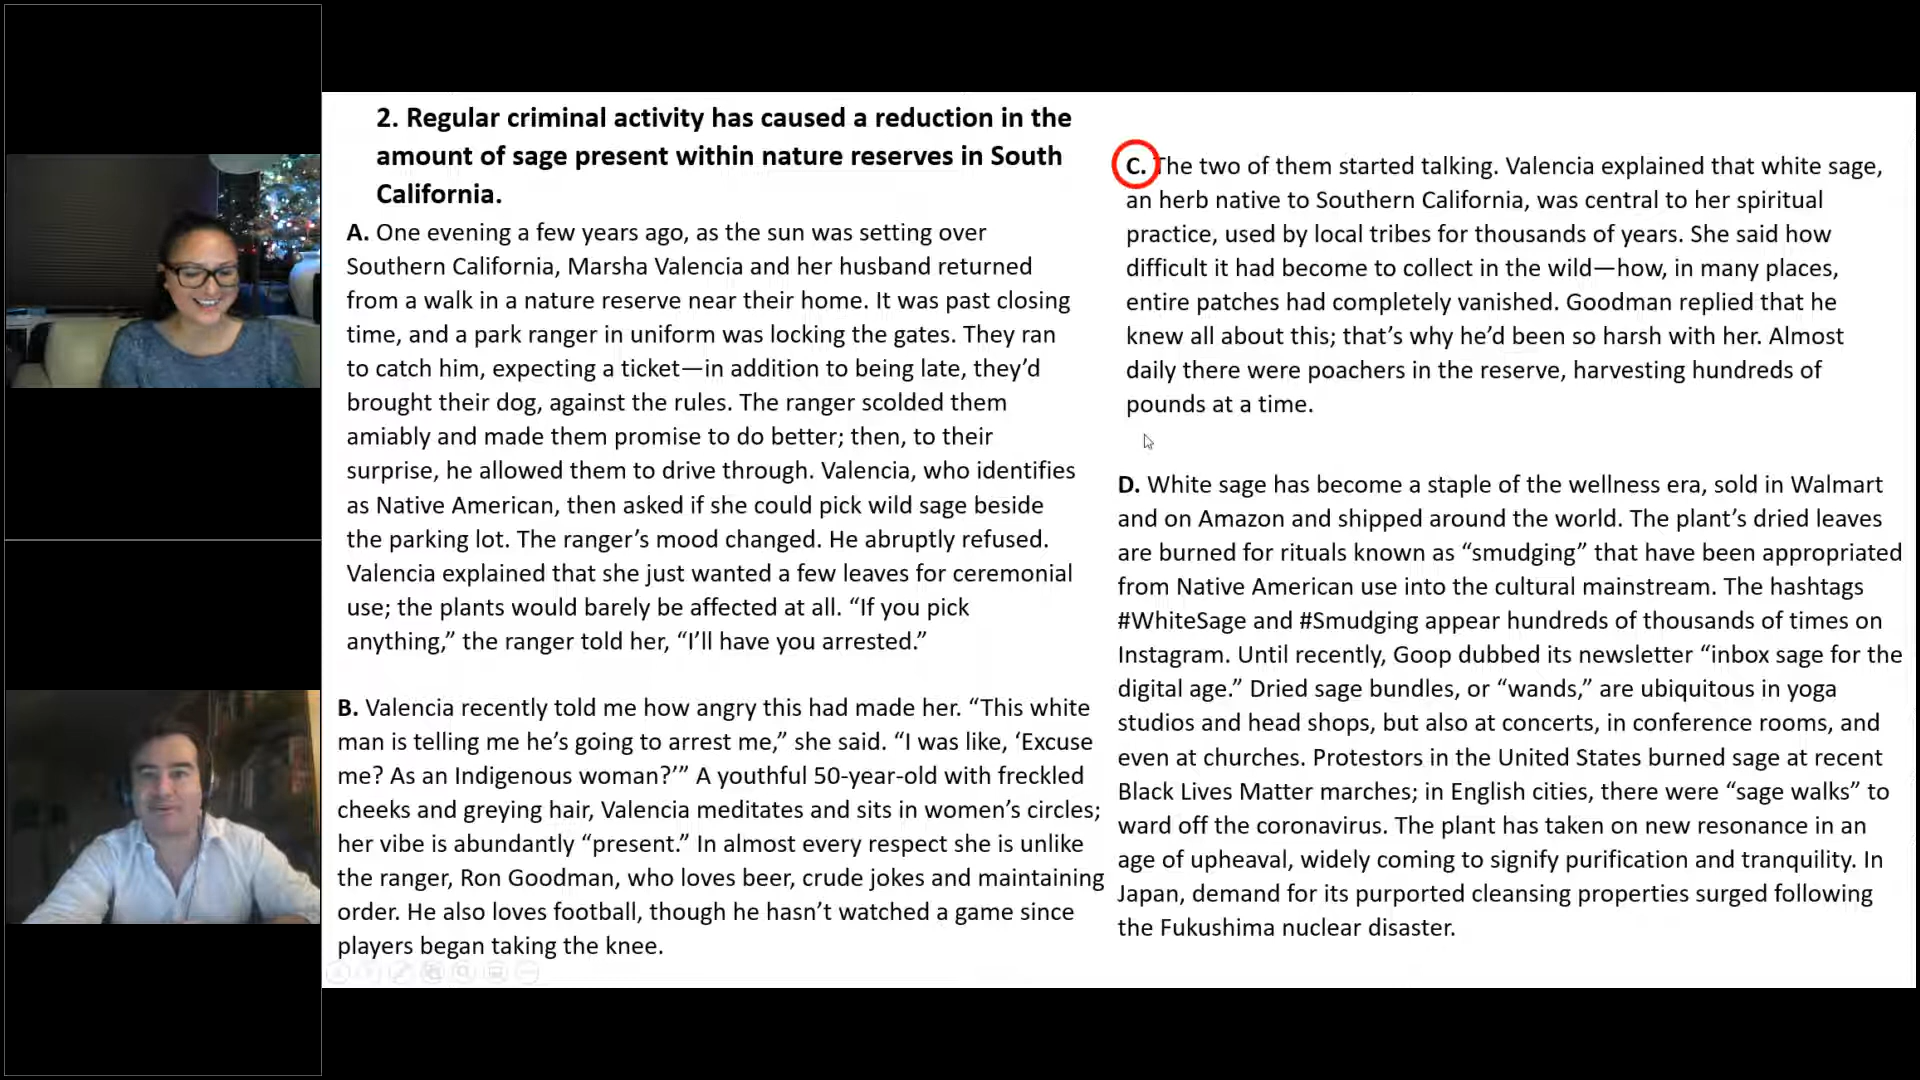 2. Regular criminal activity has caused a reduction in the
amount of sage present within nature reserves in South
California.
A. One evening a few years ago, as the sun was setting over
Southern California, Marsha Valencia and her husband returned
from a walk in a nature reserve near their home. It was past closing
time, and a park ranger in uniform was locking the gates. They ran
to catch him, expecting a ticket—in addition to being late, they’d
brought their dog, against the rules. The ranger scolded them
amiably and made them promise to do better; then, to their
surprise, he allowed them to drive through. Valencia, who identifies
as Native American, then asked if she could pick wild sage beside
the parking lot. The ranger’s mood changed. He abruptly refused.
Valencia explained that she just wanted a few leaves for ceremonial
use; the plants would barely be affected at all. “If you pick
anything,” the ranger told her, “I’ll have you arrested.”
B. Valencia recently told me how angry this had made her. “This white
man is telling me he’s going to arrest me,” she said. “I was like, ‘Excuse
me? As an Indigenous woman?’” A youthful 50-year-old with freckled
cheeks and greying hair, Valencia meditates and sits in women’s circles;
her vibe is abundantly “present.” In almost every respect she is unlike
the ranger, Ron Goodman, who loves beer, crude jokes and maintaining
order. He also loves football, though he hasn’t watched a game since
players began taking the knee.
C. The two of them started talking. Valencia explained that white sage,
an herb native to Southern California, was central to her spiritual
practice, used by local tribes for thousands of years. She said how
difficult it had become to collect in the wild—how, in many places,
entire patches had completely vanished. Goodman replied that he
knew all about this; that’s why he’d been so harsh with her. Almost
daily there were poachers in the reserve, harvesting hundreds of
pounds at a time.
D. White sage has become a staple of the wellness era, sold in Walmart
and on Amazon and shipped around the world. The plant’s dried leaves
are burned for rituals known as “smudging” that have been appropriated
from Native American use into the cultural mainstream. The hashtags
#WhiteSage and #Smudging appear hundreds of thousands of times on
Instagram. Until recently, Goop dubbed its newsletter “inbox sage for the
digital age.” Dried sage bundles, or “wands,” are ubiquitous in yoga
studios and head shops, but also at concerts, in conference rooms, and
even at churches. Protestors in the United States burned sage at recent
Black Lives Matter marches; in English cities, there were “sage walks” to
ward off the coronavirus. The plant has taken on new resonance in an
age of upheaval, widely coming to signify purification and tranquility. In
Japan, demand for its purported cleansing properties surged following
the Fukushima nuclear disaster.